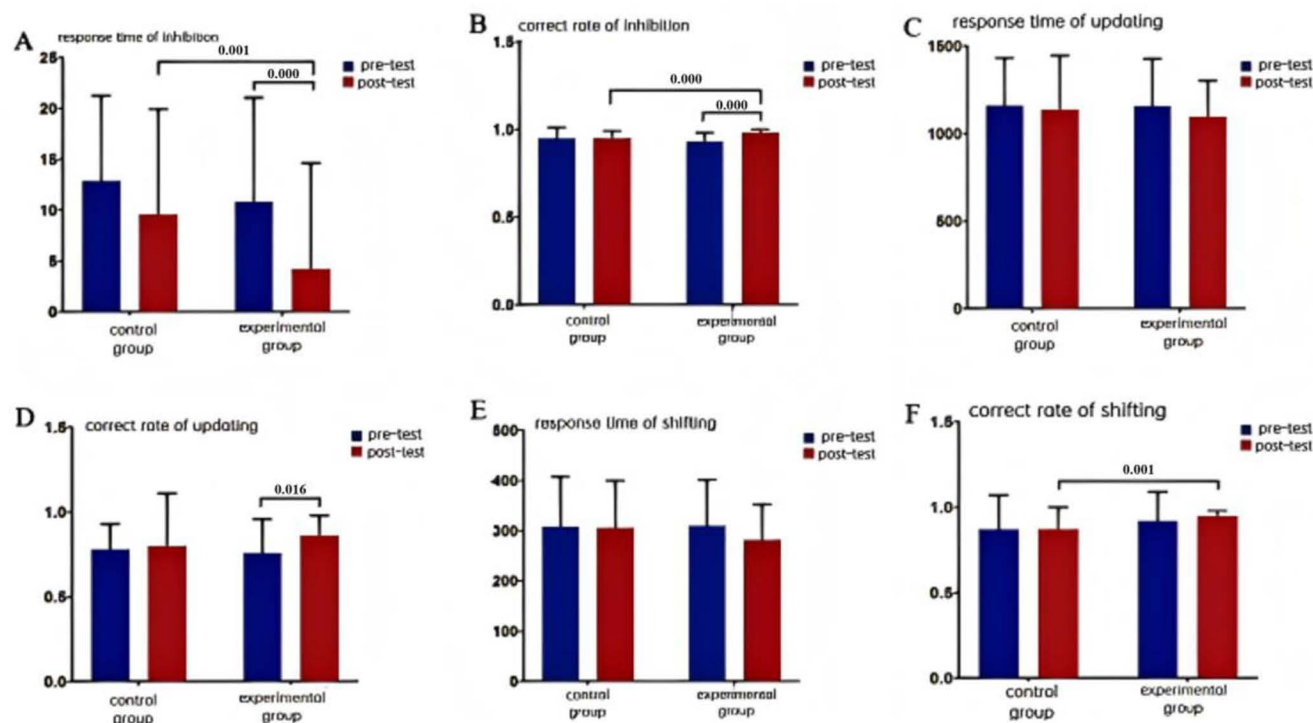 A
response time of inhibition
25
20
15
10
5
0
0.001
0.000
pre-test
post-test
control
group
experimental
group
B
correct rate of inhibition
1.5
1.0
0.5
0.0
0.000
0.000
pre-test
post-test
control
group
experimental
group
C
response time of updating
1500
1000
500
0
pre-test
post-test
control
group
experimental
group
D
correct rate of updating
1.5
1.0
0.5
0.0
0.016
pre-test
post-test
control
group
experimental
group
E
response time of shifting
500
400
300
200
100
0
pre-test
post-test
control
group
experimental
group
F
correct rate of shifting
1.5
1.0
0.5
0.0
0.001
pre-test
post-test
control
group
experimental
group